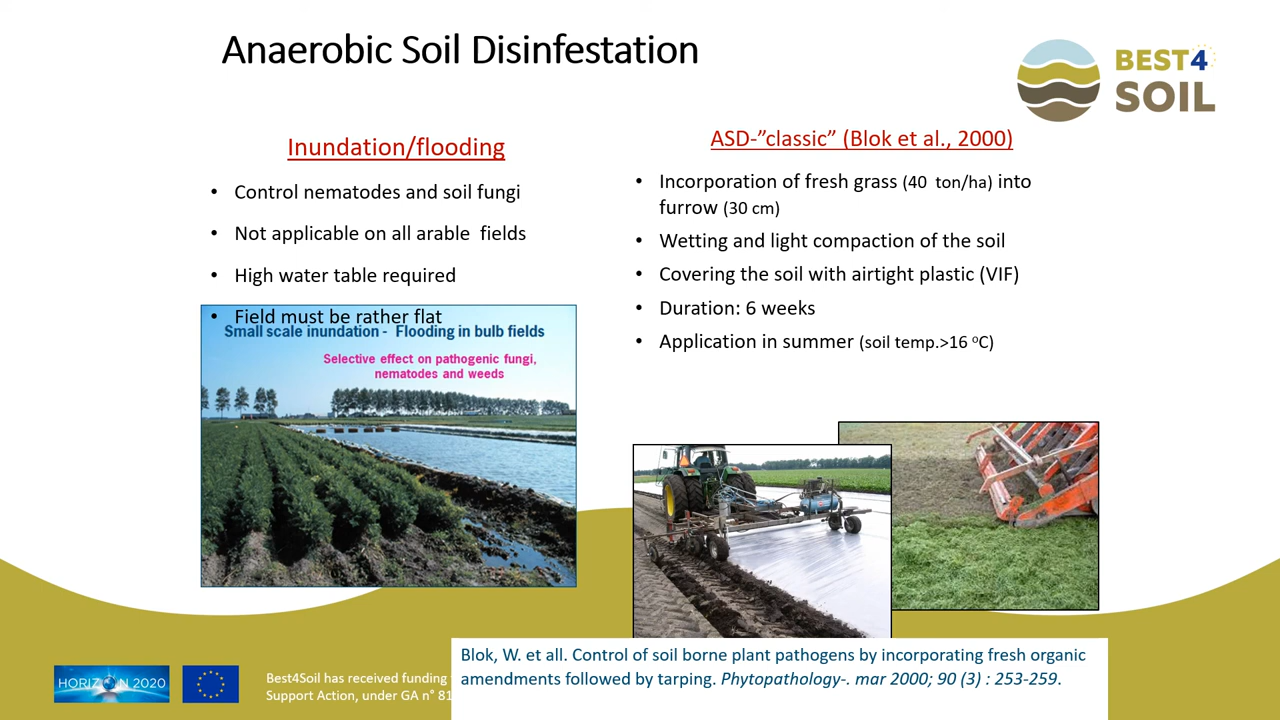 Anaerobic Soil Disinfestation
BEST4
SOIL
Inundation/flooding
• Control nematodes and soil fungi
• Not applicable on all arable fields
• High water table required
• Field must be rather flat
Small scale inundation - Flooding in bulb fields
Selective effect on pathogenic fungi,
nematodes and weeds
ASD-”classic” (Blok et al., 2000)
• Incorporation of fresh grass (40 ton/ha) into
furrow (30 cm)
• Wetting and light compaction of the soil
• Covering the soil with airtight plastic (VIF)
• Duration: 6 weeks
• Application in summer (soil temp.>16 ºC)
HORIZON 2020
Best4Soil has received funding
Support Action, under GA n° 81
Blok, W. et all. Control of soil borne plant pathogens by incorporating fresh organic
amendments followed by tarping. Phytopathology-. mar 2000; 90 (3) : 253-259.